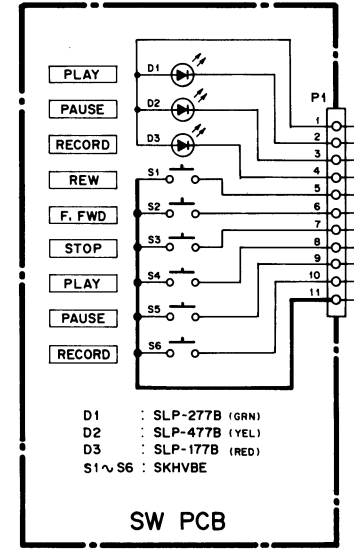 P1
PLAY
D1
1
2
PAUSE
D2
3
RECORD
D3
4
REW
S1
5
F. FWD
S2
6
STOP
S3
7
8
PLAY
S4
9
10
PAUSE
S5
11
RECORD
S6
D1 : SLP-277B (GRN)
D2 : SLP-477B (YEL)
D3 : SLP-177B (RED)
S1∿S6 : SKHVBE
SW PCB